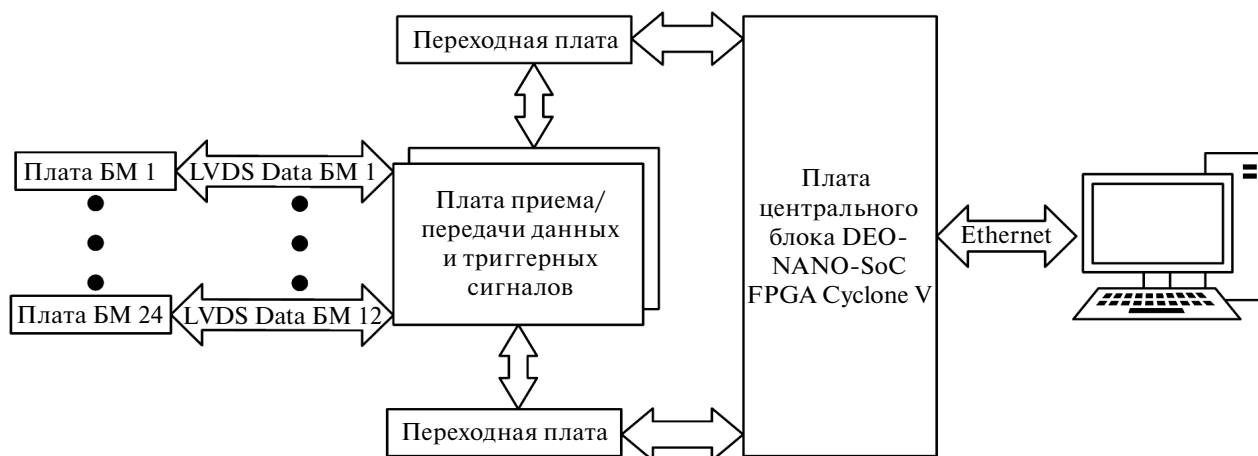 Переходная плата
Плата БМ 1
LVDS Data БМ 1
Плата приема/
передачи данных
и триггерных
сигналов
Плата
центрального
блока DEO-
NANO-SoC
FPGA Cyclone V
Ethernet
Плата БМ 24
LVDS Data БМ 12
Переходная плата